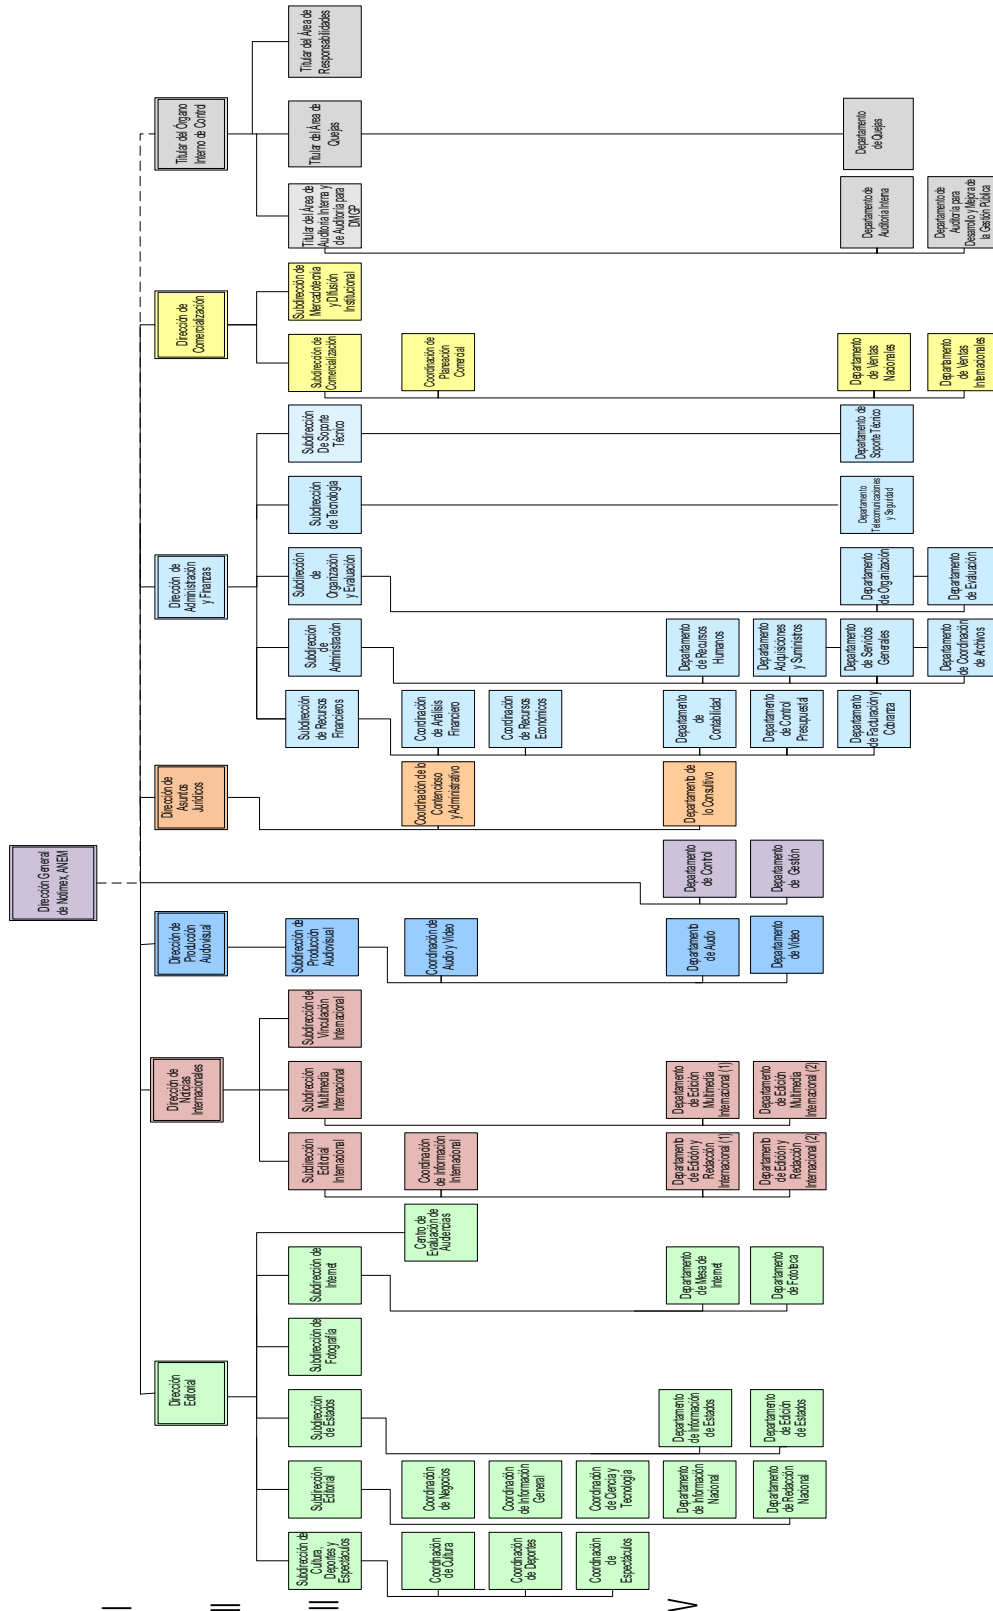 Dirección General
de Notimex, ANEM
Dirección
Editorial
Dirección de
Noticias
Internacionales
Dirección de
Producción
Audiovisual
Dirección de
Asuntos
Jurídicos
Dirección de
Administración
y Finanzas
Dirección de
Comercialización
Titular del Órgano
Interno de Control
Subdirección de
Cultura,
Deportes y
Espectáculos
Subdirección
Editorial
Subdirección
de Estados
Subdirección de
Fotografía
Subdirección de
Internet
Subdirección
Editorial
Internacional
Subdirección
Multimedia
Internacional
Subdirección de
Vinculación
Internacional
Subdirección de
Producción
Audiovisual
Subdirección
de Recursos
Financieros
Subdirección
de
Administración
Subdirección
de
Organización
y Evaluación
Subdirección
de Tecnología
Subdirección
De Soporte
Técnico
Subdirección de
Comercialización
Subdirección de
Mercadotecnia
y Difusión
Institucional
Titular del Área de
Auditoría Interna y
de Auditoría para
DMGP
Titular del Área de
Quejas
Titular del Área de
Responsabilidades
Coordinación
de Cultura
Coordinación
de Negocios
Centro de
Evaluación de
Audiencias
Coordinación
de Información
Internacional
Coordinación de
Audio y Video
Coordinación de lo
Contencioso
y Administrativo
Coordinación
de Análisis
Financiero
Coordinación de
Planeación
Comercial
Coordinación
de Deportes
Coordinación
de Información
General
Coordinación
de Recursos
Económicos
Coordinación
de
Espectáculos
Coordinación
de Ciencia y
Tecnología
Departamento
de Información
Nacional
Departamento
de Información
de Estados
Departamento
de Mesa de
Internet
Departamento
de Edición y
Redacción
Internacional (1)
Departamento
de Edición
Multimedia
Internacional (1)
Departamento
de Audio
Departamento
de Control
Departamento de
lo Consultivo
Departamento
de
Contabilidad
Departamento
de Recursos
Humanos
Departamento
de Redacción
Nacional
Departamento
de Edición
de Estados
Departamento
de Fototeca
Departamento
de Edición y
Redacción
Internacional (2)
Departamento
de Edición
Multimedia
Internacional (2)
Departamento
de Video
Departamento
de Gestión
Departamento
de Control
Presupuestal
Departamento
Adquisiciones
y Suministros
Departamento
de Facturación y
Cobranza
Departamento
de Servicios
Generales
Departamento
de Organización
Departamento
Telecomunicaciones
y Seguridad
Departamento de
Soporte Técnico
Departamento
de Ventas
Nacionales
Departamento de
Auditoría Interna
Departamento
de Quejas
Departamento
de Coordinación
de Archivos
Departamento
de Evaluación
Departamento
de Ventas
Internacionales
Departamento de
Auditoría para
Desarrollo y Mejora de
la Gestión Pública
I
II
III
V